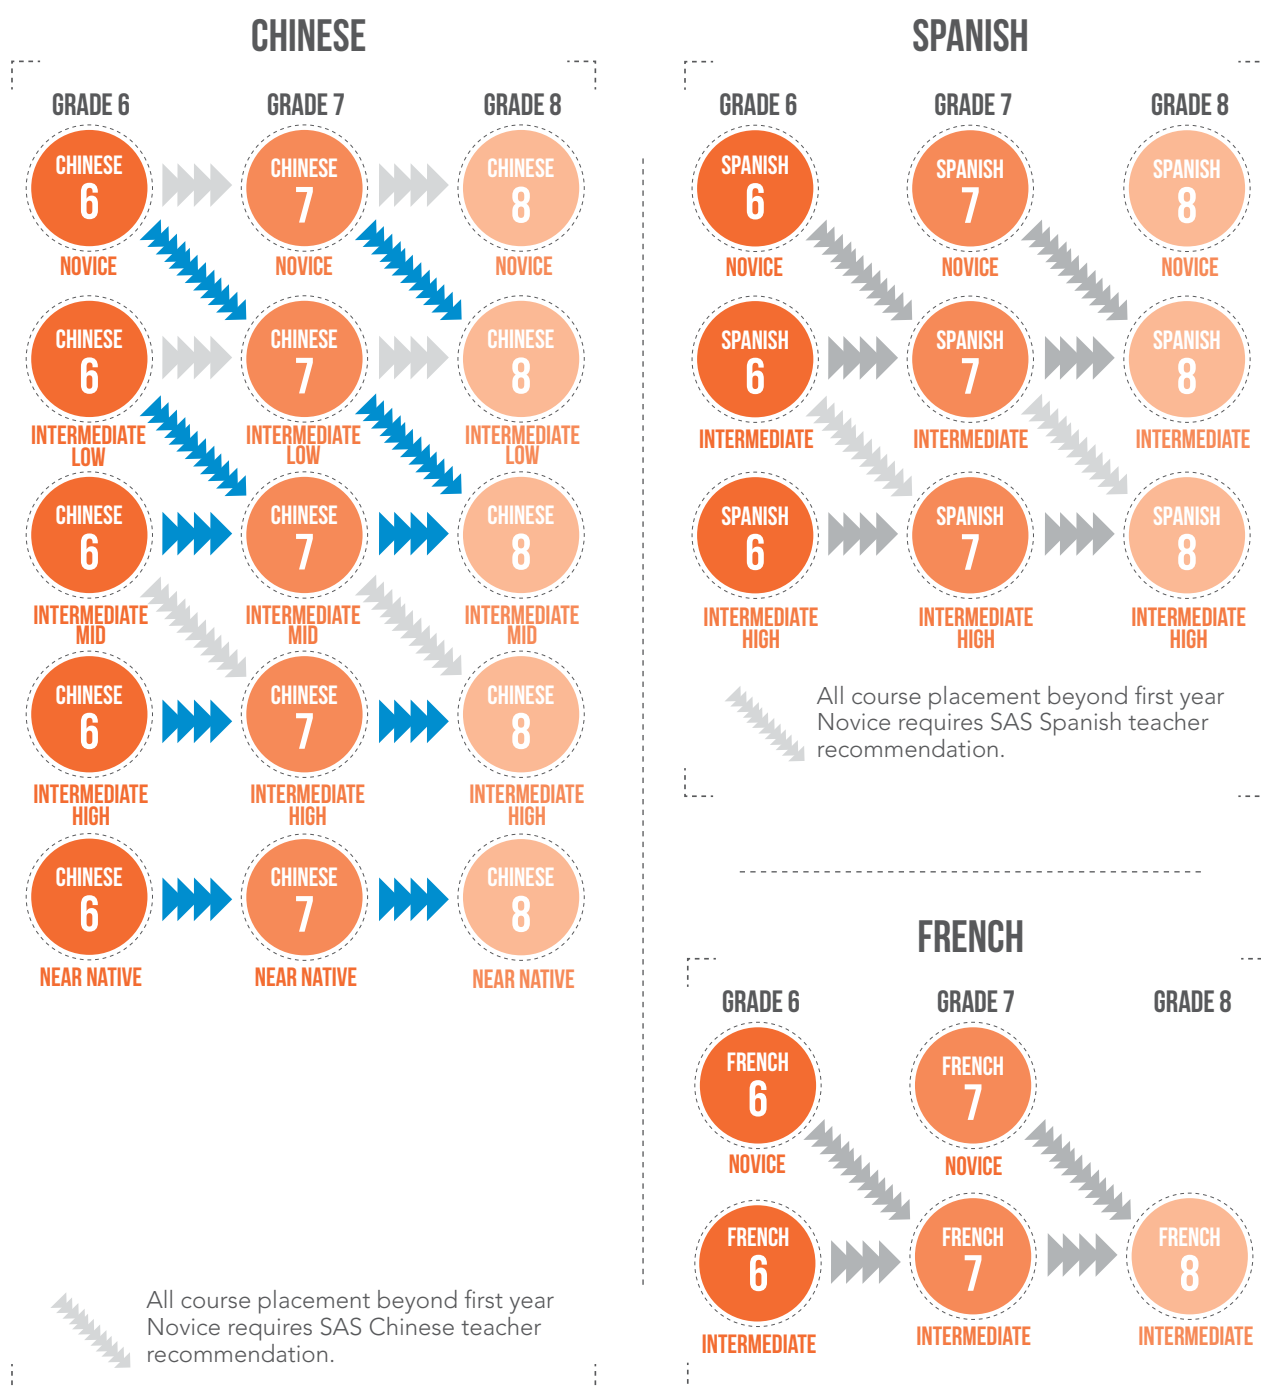 CHINESE
GRADE 6
GRADE 7
GRADE 8
CHINESE
6
CHINESE
7
CHINESE
8
NOVICE
NOVICE
NOVICE
CHINESE
6
CHINESE
7
CHINESE
8
INTERMEDIATE
LOW
INTERMEDIATE
LOW
INTERMEDIATE
LOW
CHINESE
6
CHINESE
7
CHINESE
8
INTERMEDIATE
MID
INTERMEDIATE
MID
INTERMEDIATE
MID
CHINESE
6
CHINESE
7
CHINESE
8
INTERMEDIATE
HIGH
INTERMEDIATE
HIGH
INTERMEDIATE
HIGH
CHINESE
6
CHINESE
7
CHINESE
8
NEAR NATIVE
NEAR NATIVE
NEAR NATIVE
All course placement beyond first year
Novice requires SAS Chinese teacher
recommendation.
SPANISH
GRADE 6
GRADE 7
GRADE 8
SPANISH
6
SPANISH
7
SPANISH
8
NOVICE
NOVICE
NOVICE
SPANISH
6
SPANISH
7
SPANISH
8
INTERMEDIATE
INTERMEDIATE
INTERMEDIATE
SPANISH
6
SPANISH
7
SPANISH
8
INTERMEDIATE
HIGH
INTERMEDIATE
HIGH
INTERMEDIATE
HIGH
All course placement beyond first year
Novice requires SAS Spanish teacher
recommendation.
FRENCH
GRADE 6
GRADE 7
GRADE 8
FRENCH
6
FRENCH
7
NOVICE
NOVICE
FRENCH
6
FRENCH
7
FRENCH
8
INTERMEDIATE
INTERMEDIATE
INTERMEDIATE